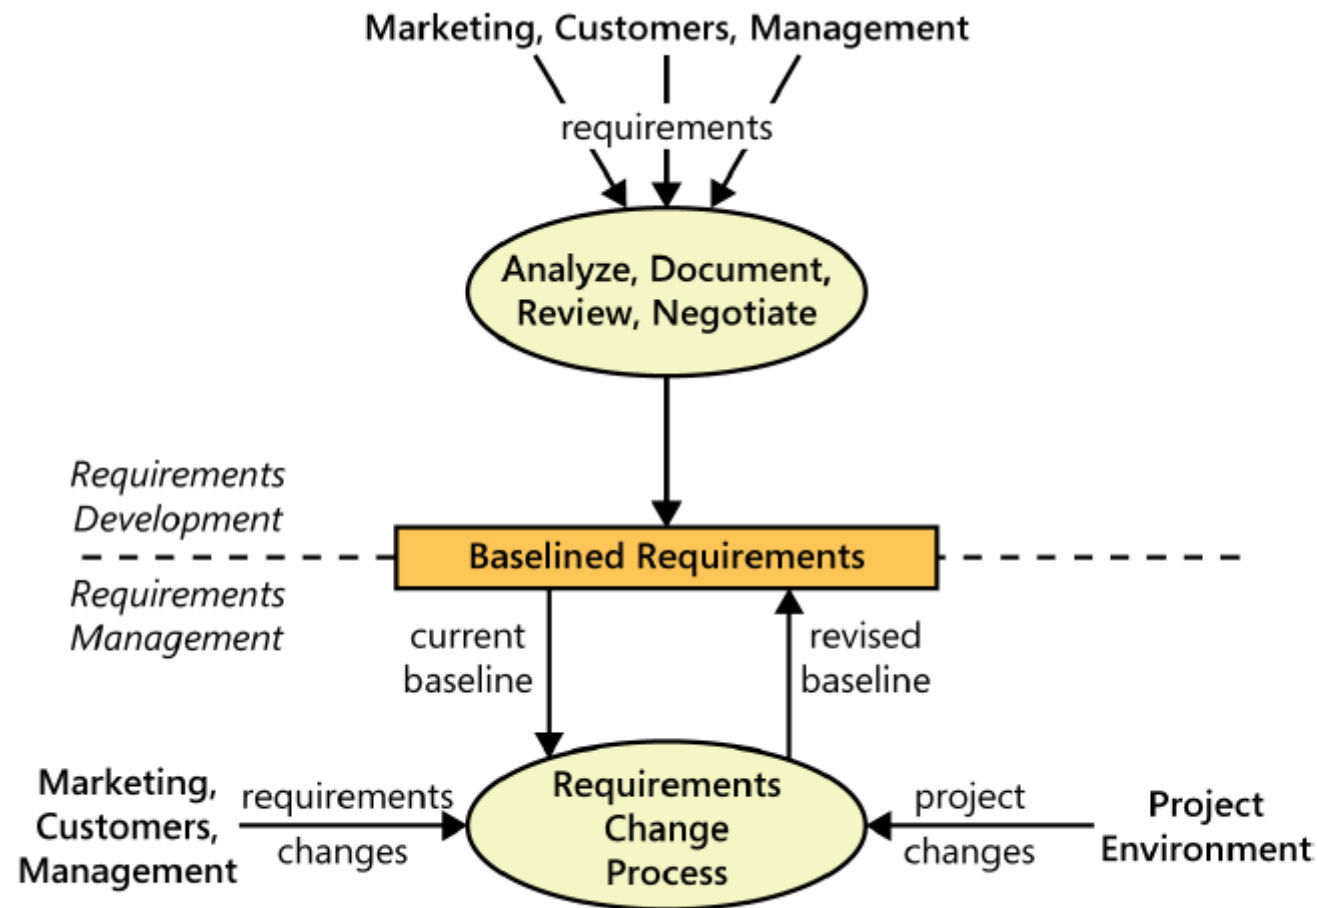 Marketing, Customers, Management
requirements
Analyze, Document,
Review, Negotiate
Requirements
Development
Baselined Requirements
Requirements
Management
current
baseline
revised
baseline
Marketing,
Customers,
Management
requirements
changes
Requirements
Change
Process
project
changes
Project
Environment